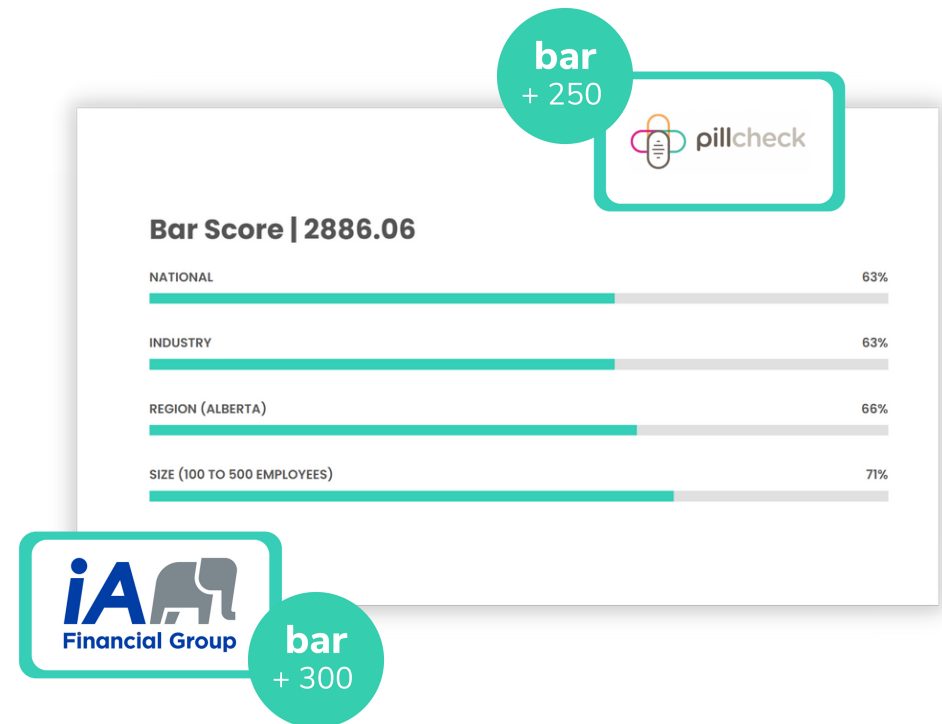 bar
+ 250
pillcheck
Bar Score | 2886.06
NATIONAL 63%
INDUSTRY 63%
REGION (ALBERTA) 66%
SIZE (100 TO 500 EMPLOYEES) 71%
iA
Financial Group
bar
+ 300